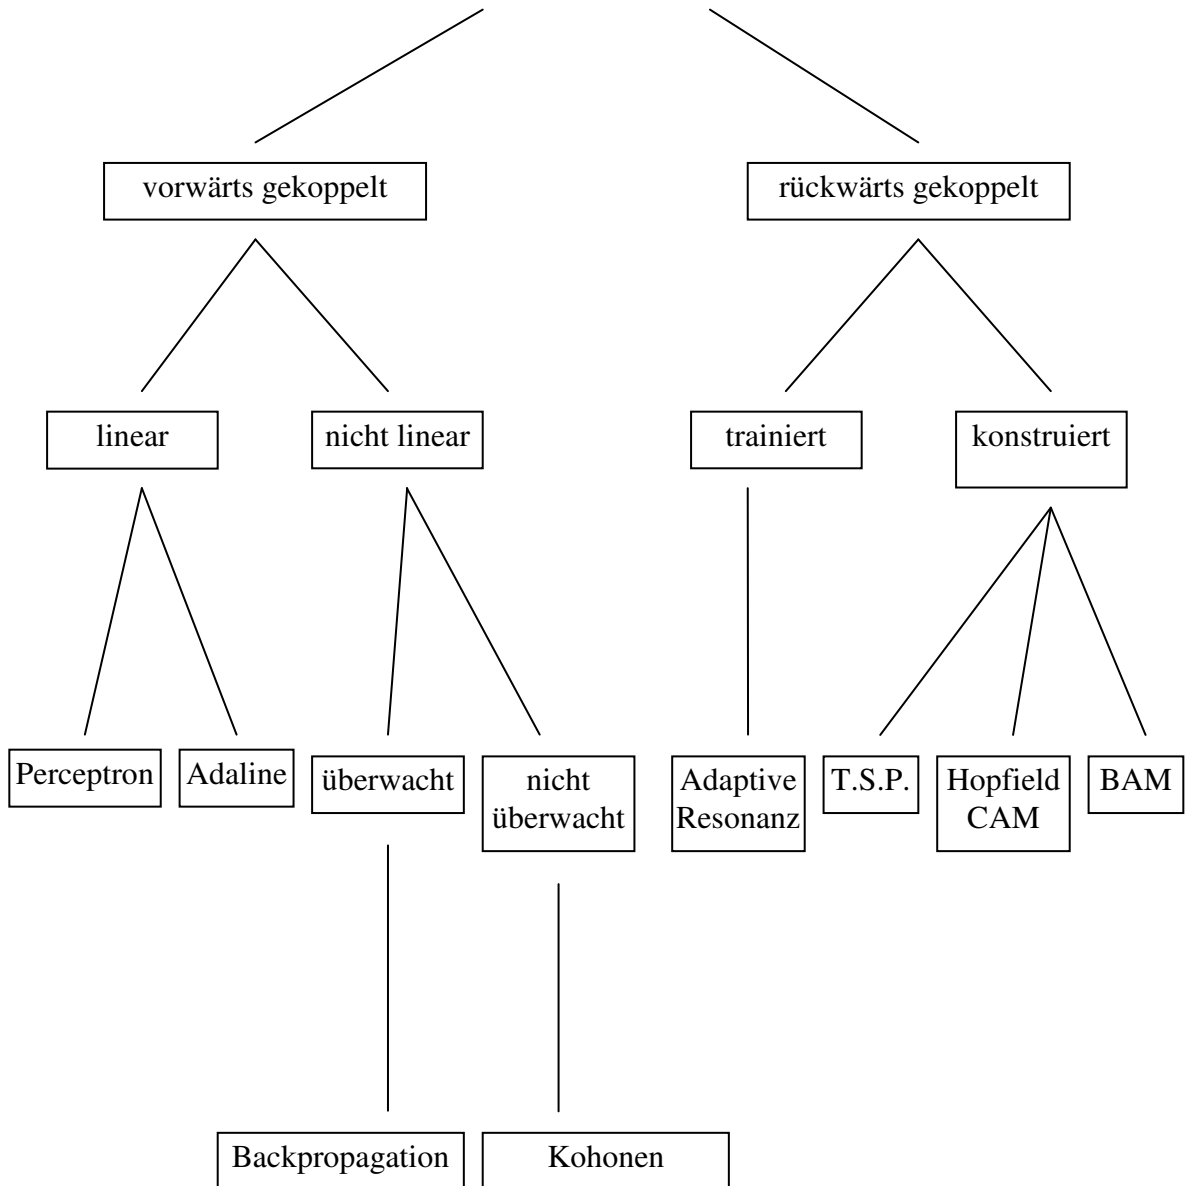 vorwärts gekoppelt
rückwärts gekoppelt
linear
nicht linear
trainiert
konstruiert
Perceptron
Adaline
überwacht
nicht
überwacht
Adaptive
Resonanz
T.S.P.
Hopfield
CAM
BAM
Backpropagation
Kohonen